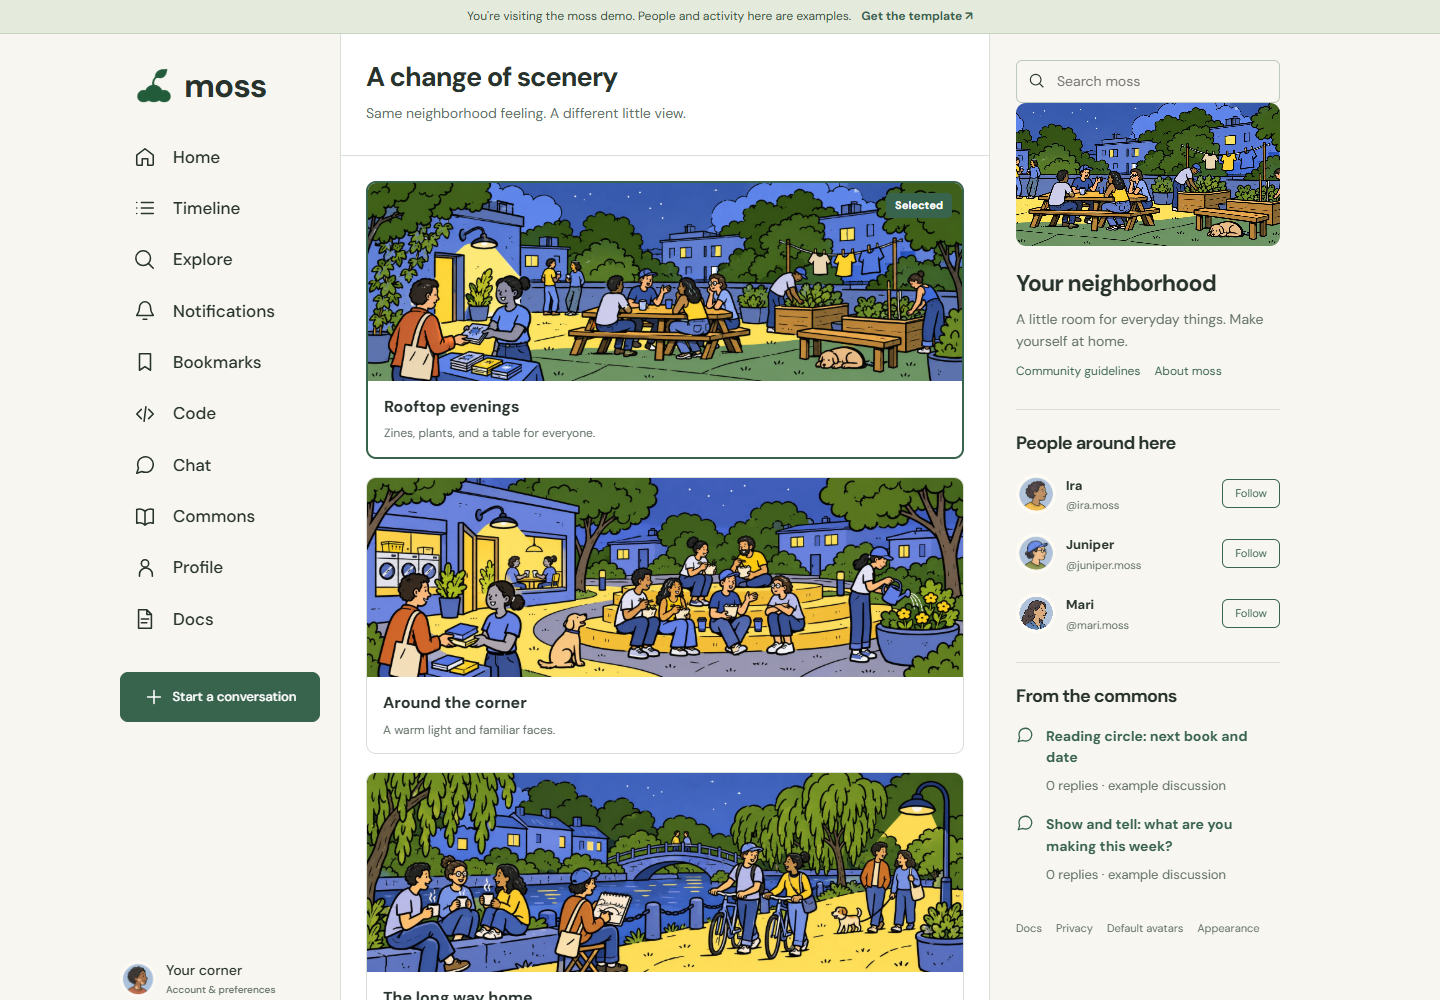 You're visiting the moss demo. People and activity here are examples. Get the template
moss
Home
Timeline
Explore
Notifications
Bookmarks
Code
Chat
Commons
Profile
Docs
Start a conversation
Your corner
Account & preferences
A change of scenery
Same neighborhood feeling. A different little view.
Selected
Rooftop evenings
Zines, plants, and a table for everyone.
Around the corner
A warm light and familiar faces.
The long way home
Search moss
Your neighborhood
A little room for everyday things. Make
yourself at home.
Community guidelines About moss
People around here
Ira
@ira.moss
Follow
Juniper
@juniper.moss
Follow
Mari
@mari.moss
Follow
From the commons
Reading circle: next book and
date
0 replies · example discussion
Show and tell: what are you
making this week?
0 replies · example discussion
Docs Privacy Default avatars Appearance